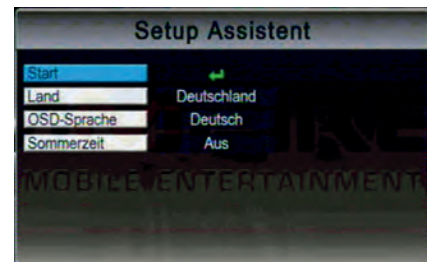 Setup Assistent
Start
Land Deutschland
OSD-Sprache Deutsch
Sommerzeit Aus
MOBILE ENTERTAINMENT